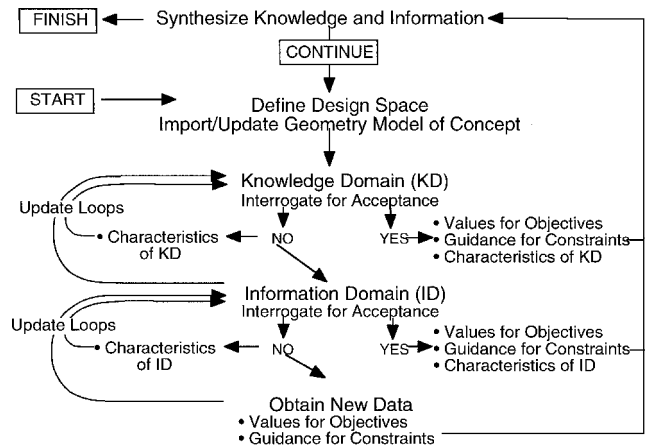 FINISH
Synthesize Knowledge and Information
CONTINUE
START
Define Design Space
Import/Update Geometry Model of Concept
Knowledge Domain (KD)
Interrogate for Acceptance
Update Loops
• Characteristics
of KD
NO
YES
• Values for Objectives
• Guidance for Constraints
• Characteristics of KD
Information Domain (ID)
Interrogate for Acceptance
Update Loops
• Characteristics
of ID
NO
YES
• Values for Objectives
• Guidance for Constraints
• Characteristics of ID
Obtain New Data
• Values for Objectives
• Guidance for Constraints